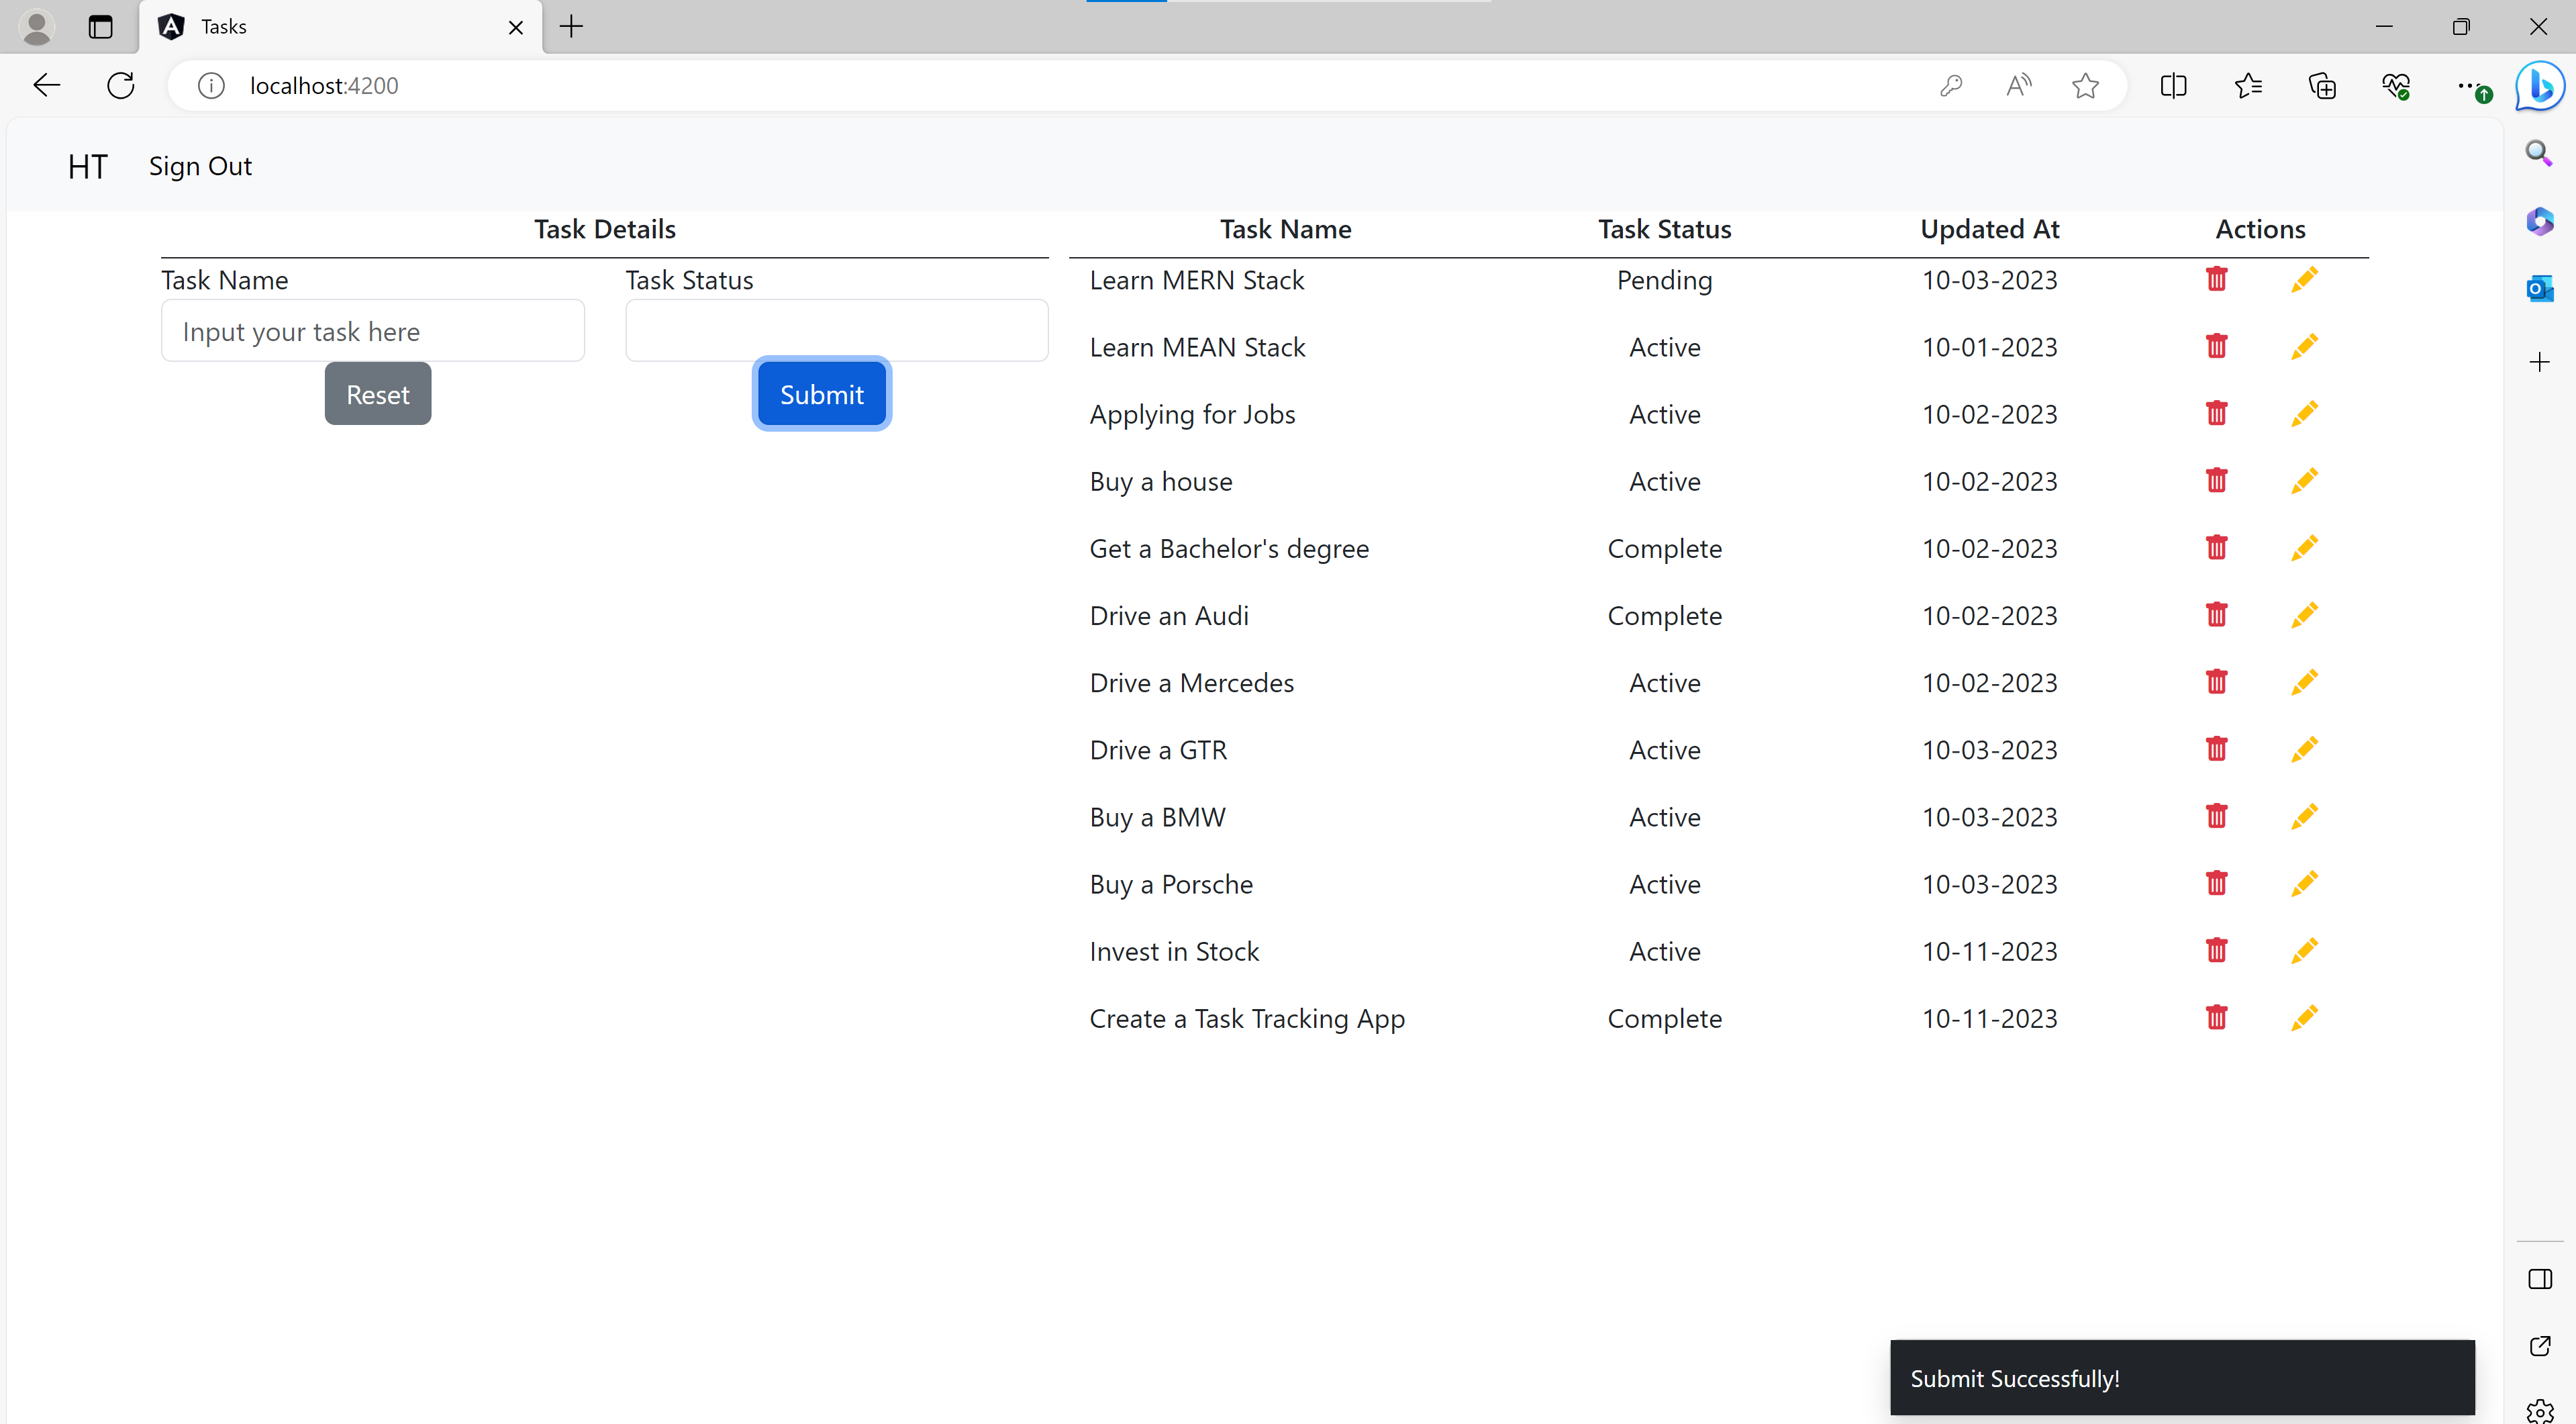 Tasks
localhost:4200
HT Sign Out
Task Details
Task Name Task Status
Input your task here
Reset Submit
Task Name Task Status Updated At Actions
Learn MERN Stack Pending 10-03-2023
Learn MEAN Stack Active 10-01-2023
Applying for Jobs Active 10-02-2023
Buy a house Active 10-02-2023
Get a Bachelor's degree Complete 10-02-2023
Drive an Audi Complete 10-02-2023
Drive a Mercedes Active 10-02-2023
Drive a GTR Active 10-03-2023
Buy a BMW Active 10-03-2023
Buy a Porsche Active 10-03-2023
Invest in Stock Active 10-11-2023
Create a Task Tracking App Complete 10-11-2023
Submit Successfully!